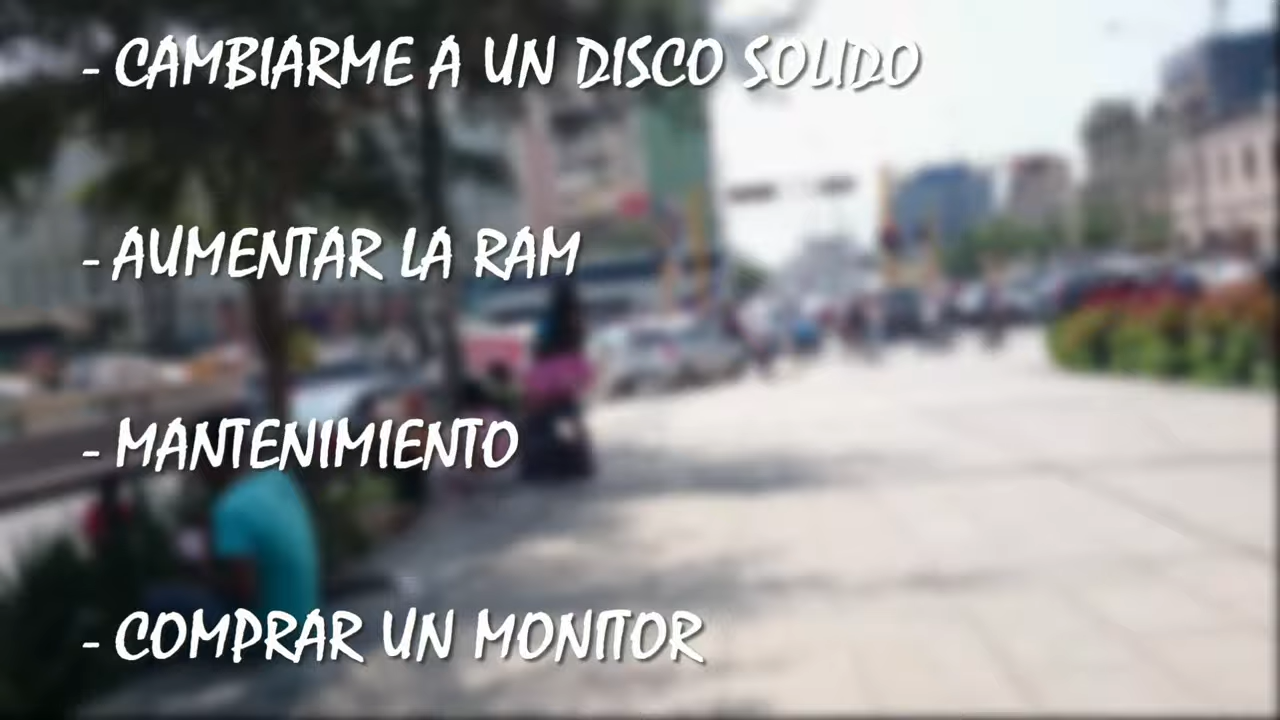 - CAMBIARME A UN DISCO SOLIDO
- AUMENTAR LA RAM
- MANTENIMIENTO
- COMPRAR UN MONITOR